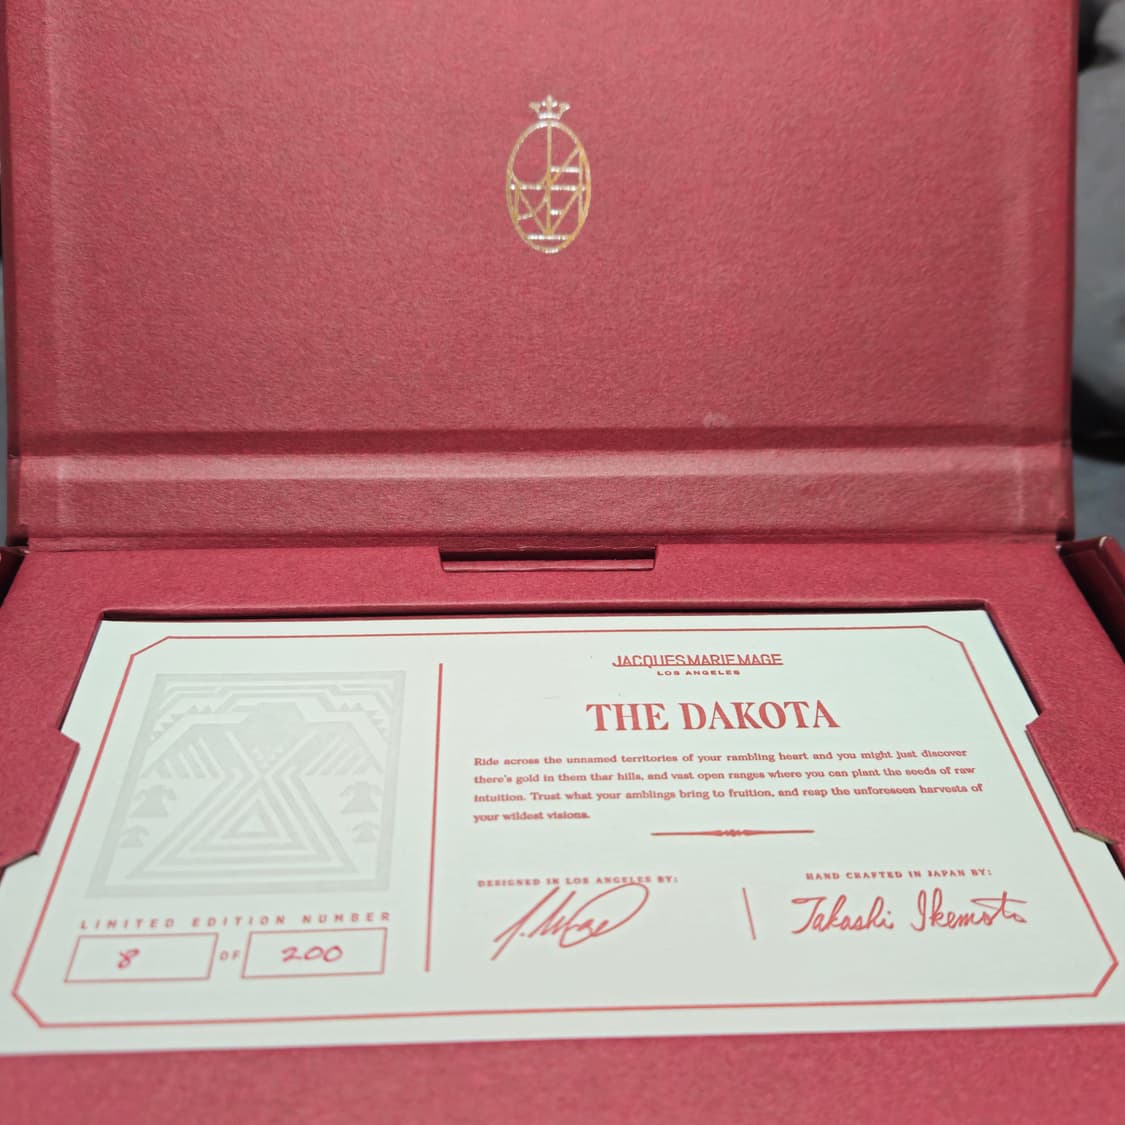 JACQUESMARIEMAGE
LOS ANGELES
THE DAKOTA
Ride across the unnamed territories of your rambling heart and you might just discover
there's gold in them thar hills, and vast open ranges where you can plant the seeds of raw
intuition. Trust what your amblings bring to fruition, and reap the unforeseen harvests of
your wildest visions.
DESIGNED IN LOS ANGELES BY:
J.M.Mage
HAND CRAFTED IN JAPAN BY:
Takashi Ikemoto
LIMITED EDITION NUMBER
8 OF 200